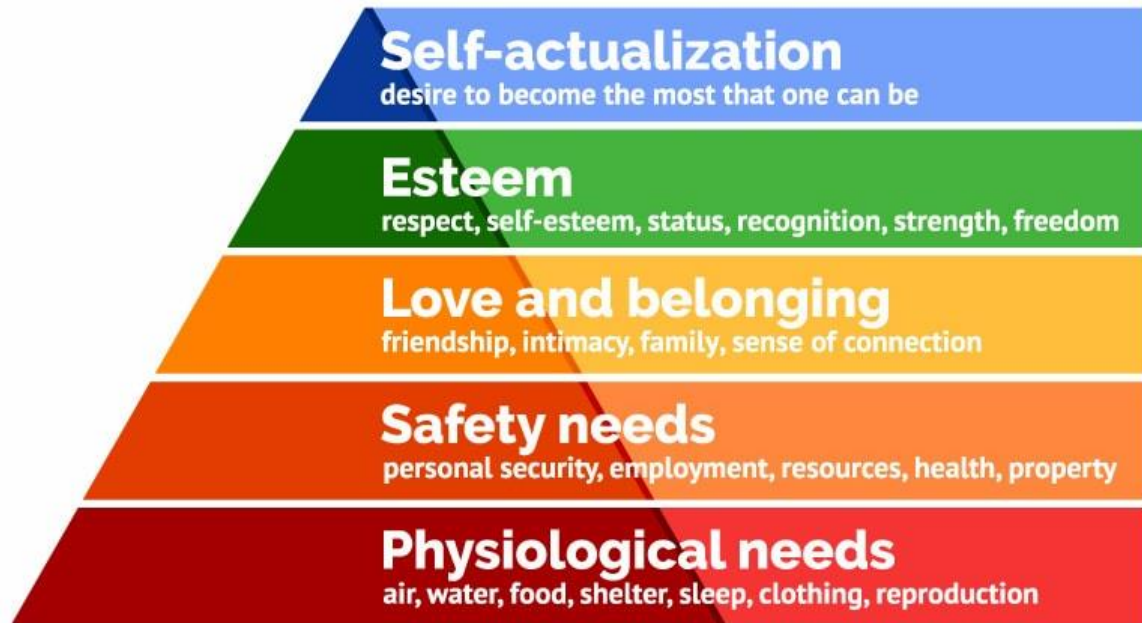 Self-actualization
desire to become the most that one can be
Esteem
respect, self-esteem, status, recognition, strength, freedom
Love and belonging
friendship, intimacy, family, sense of connection
Safety needs
personal security, employment, resources, health, property
Physiological needs
air, water, food, shelter, sleep, clothing, reproduction